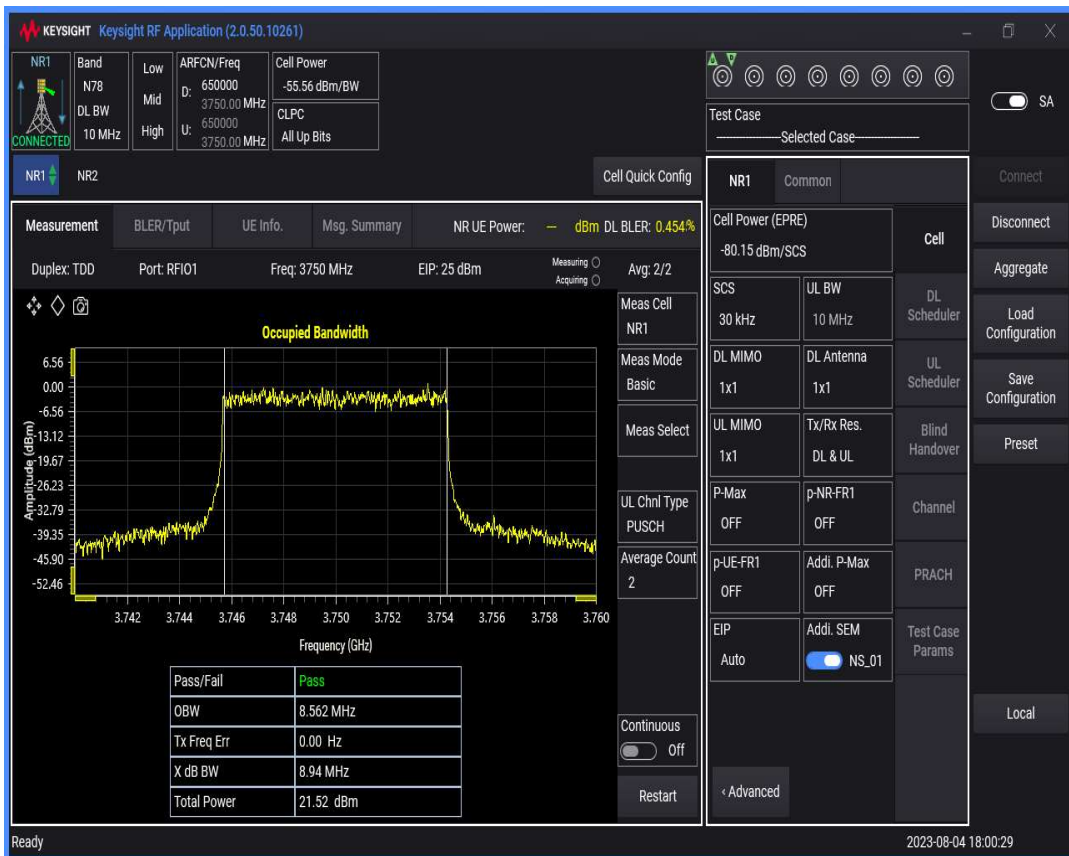 KEYSIGHT Keysight RF Application (2.0.50.10261)
NR1
CONNECTED
Band
N78
DL BW
10 MHz
Low
Mid
High
ARFCN/Freq
D: 650000
3750.00 MHz
U: 650000
3750.00 MHz
Cell Power
-55.56 dBm/BW
CLPC
All Up Bits
Test Case
Selected Case
SA
NR1
NR2
Cell Quick Config
Measurement
BLER/Tput
UE Info.
Msg. Summary
NR UE Power: --- dBm DL BLER: 0.454%
Duplex: TDD
Port: RFIO1
Freq: 3750 MHz
EIP: 25 dBm
Measuring
Acquiring
Avg: 2/2
Occupied Bandwidth
Amplitude (dBm)
6.56
0.00
-6.56
-13.12
-19.67
-26.23
-32.79
-39.35
-45.90
-52.46
3.742 3.744 3.746 3.748 3.750 3.752 3.754 3.756 3.758 3.760
Frequency (GHz)
Pass/Fail Pass
OBW 8.562 MHz
Tx Freq Err 0.00 Hz
X dB BW 8.94 MHz
Total Power 21.52 dBm
Meas Cell
NR1
Meas Mode
Basic
Meas Select
UL Chnl Type
PUSCH
Average Count
2
Continuous
Off
Restart
NR1
Common
Cell Power (EPRE)
-80.15 dBm/SCS
SCS
30 kHz
UL BW
10 MHz
DL MIMO
1x1
DL Antenna
1x1
UL MIMO
1x1
Tx/Rx Res.
DL & UL
P-Max
OFF
p-NR-FR1
OFF
p-UE-FR1
OFF
Addi. P-Max
OFF
EIP
Auto
Addi. SEM
NS_01
‹ Advanced
Cell
DL
Scheduler
UL
Scheduler
Blind
Handover
Channel
PRACH
Test Case
Params
Connect
Disconnect
Aggregate
Load
Configuration
Save
Configuration
Preset
Local
Ready
2023-08-04 18:00:29